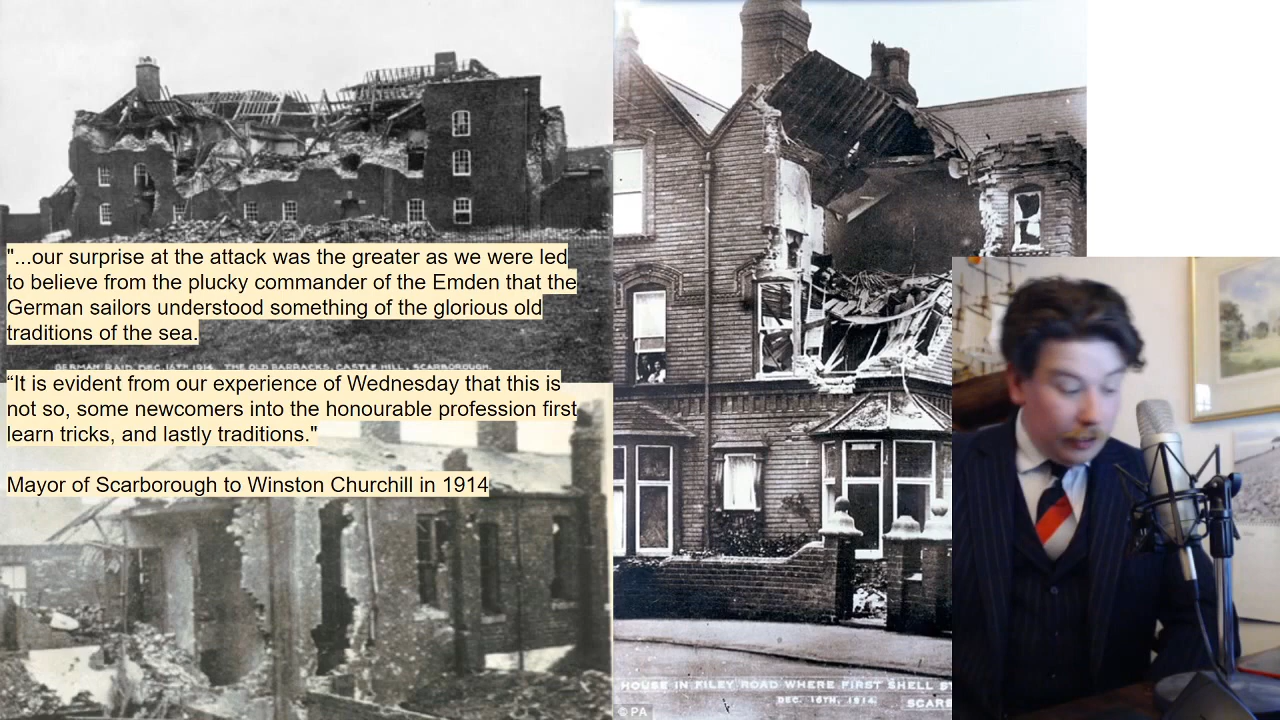 "...our surprise at the attack was the greater as we were led
to believe from the plucky commander of the Emden that the
German sailors understood something of the glorious old
traditions of the sea.
GERMAN RAID. DEC. 16TH 1914. THE OLD BARRACKS, CASTLE HILL, SCARBOROUGH.
“It is evident from our experience of Wednesday that this is
not so, some newcomers into the honourable profession first
learn tricks, and lastly traditions."
Mayor of Scarborough to Winston Churchill in 1914
HOUSE IN FILEY ROAD WHERE FIRST SHELL S
DEC. 16TH, 1914. SCARB
© PA